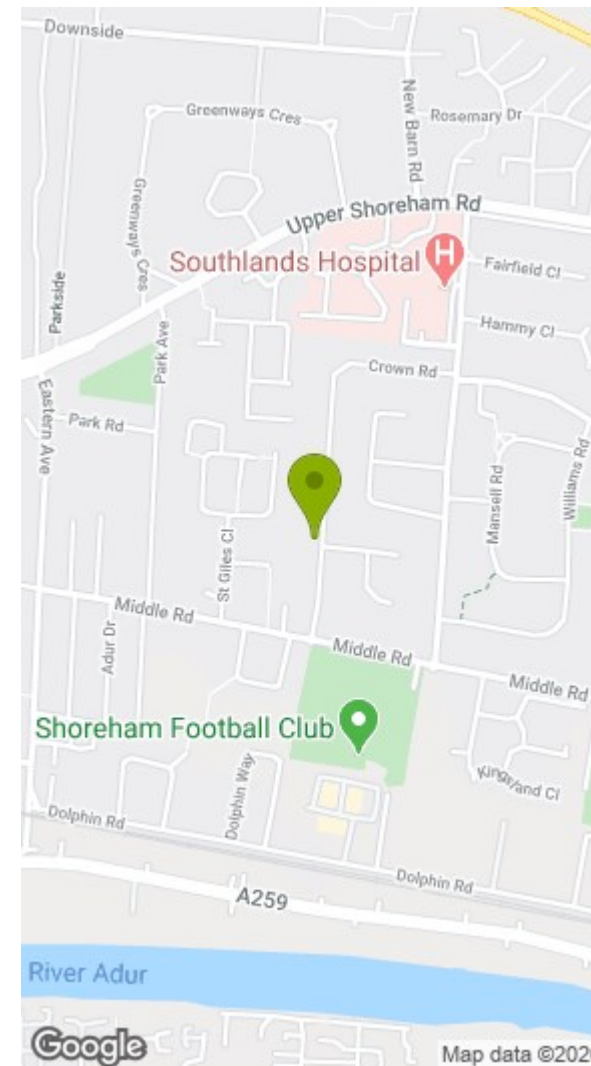 Downside
Greenways Cres
New Barn Rd
Rosemary Dr
Upper Shoreham Rd
Greenways Cres
Southlands Hospital
H
Fairfield Cl
Parkside
Hammy Cl
Park Ave
Crown Rd
Eastern Ave
Park Rd
Mansell Rd
Williams Rd
St Giles Cl
Middle Rd
Adur Dr
Middle Rd
Middle Rd
Shoreham Football Club
Kingsland Cl
Dolphin Way
Dolphin Rd
Dolphin Rd
A259
River Adur
Google
Map data ©202